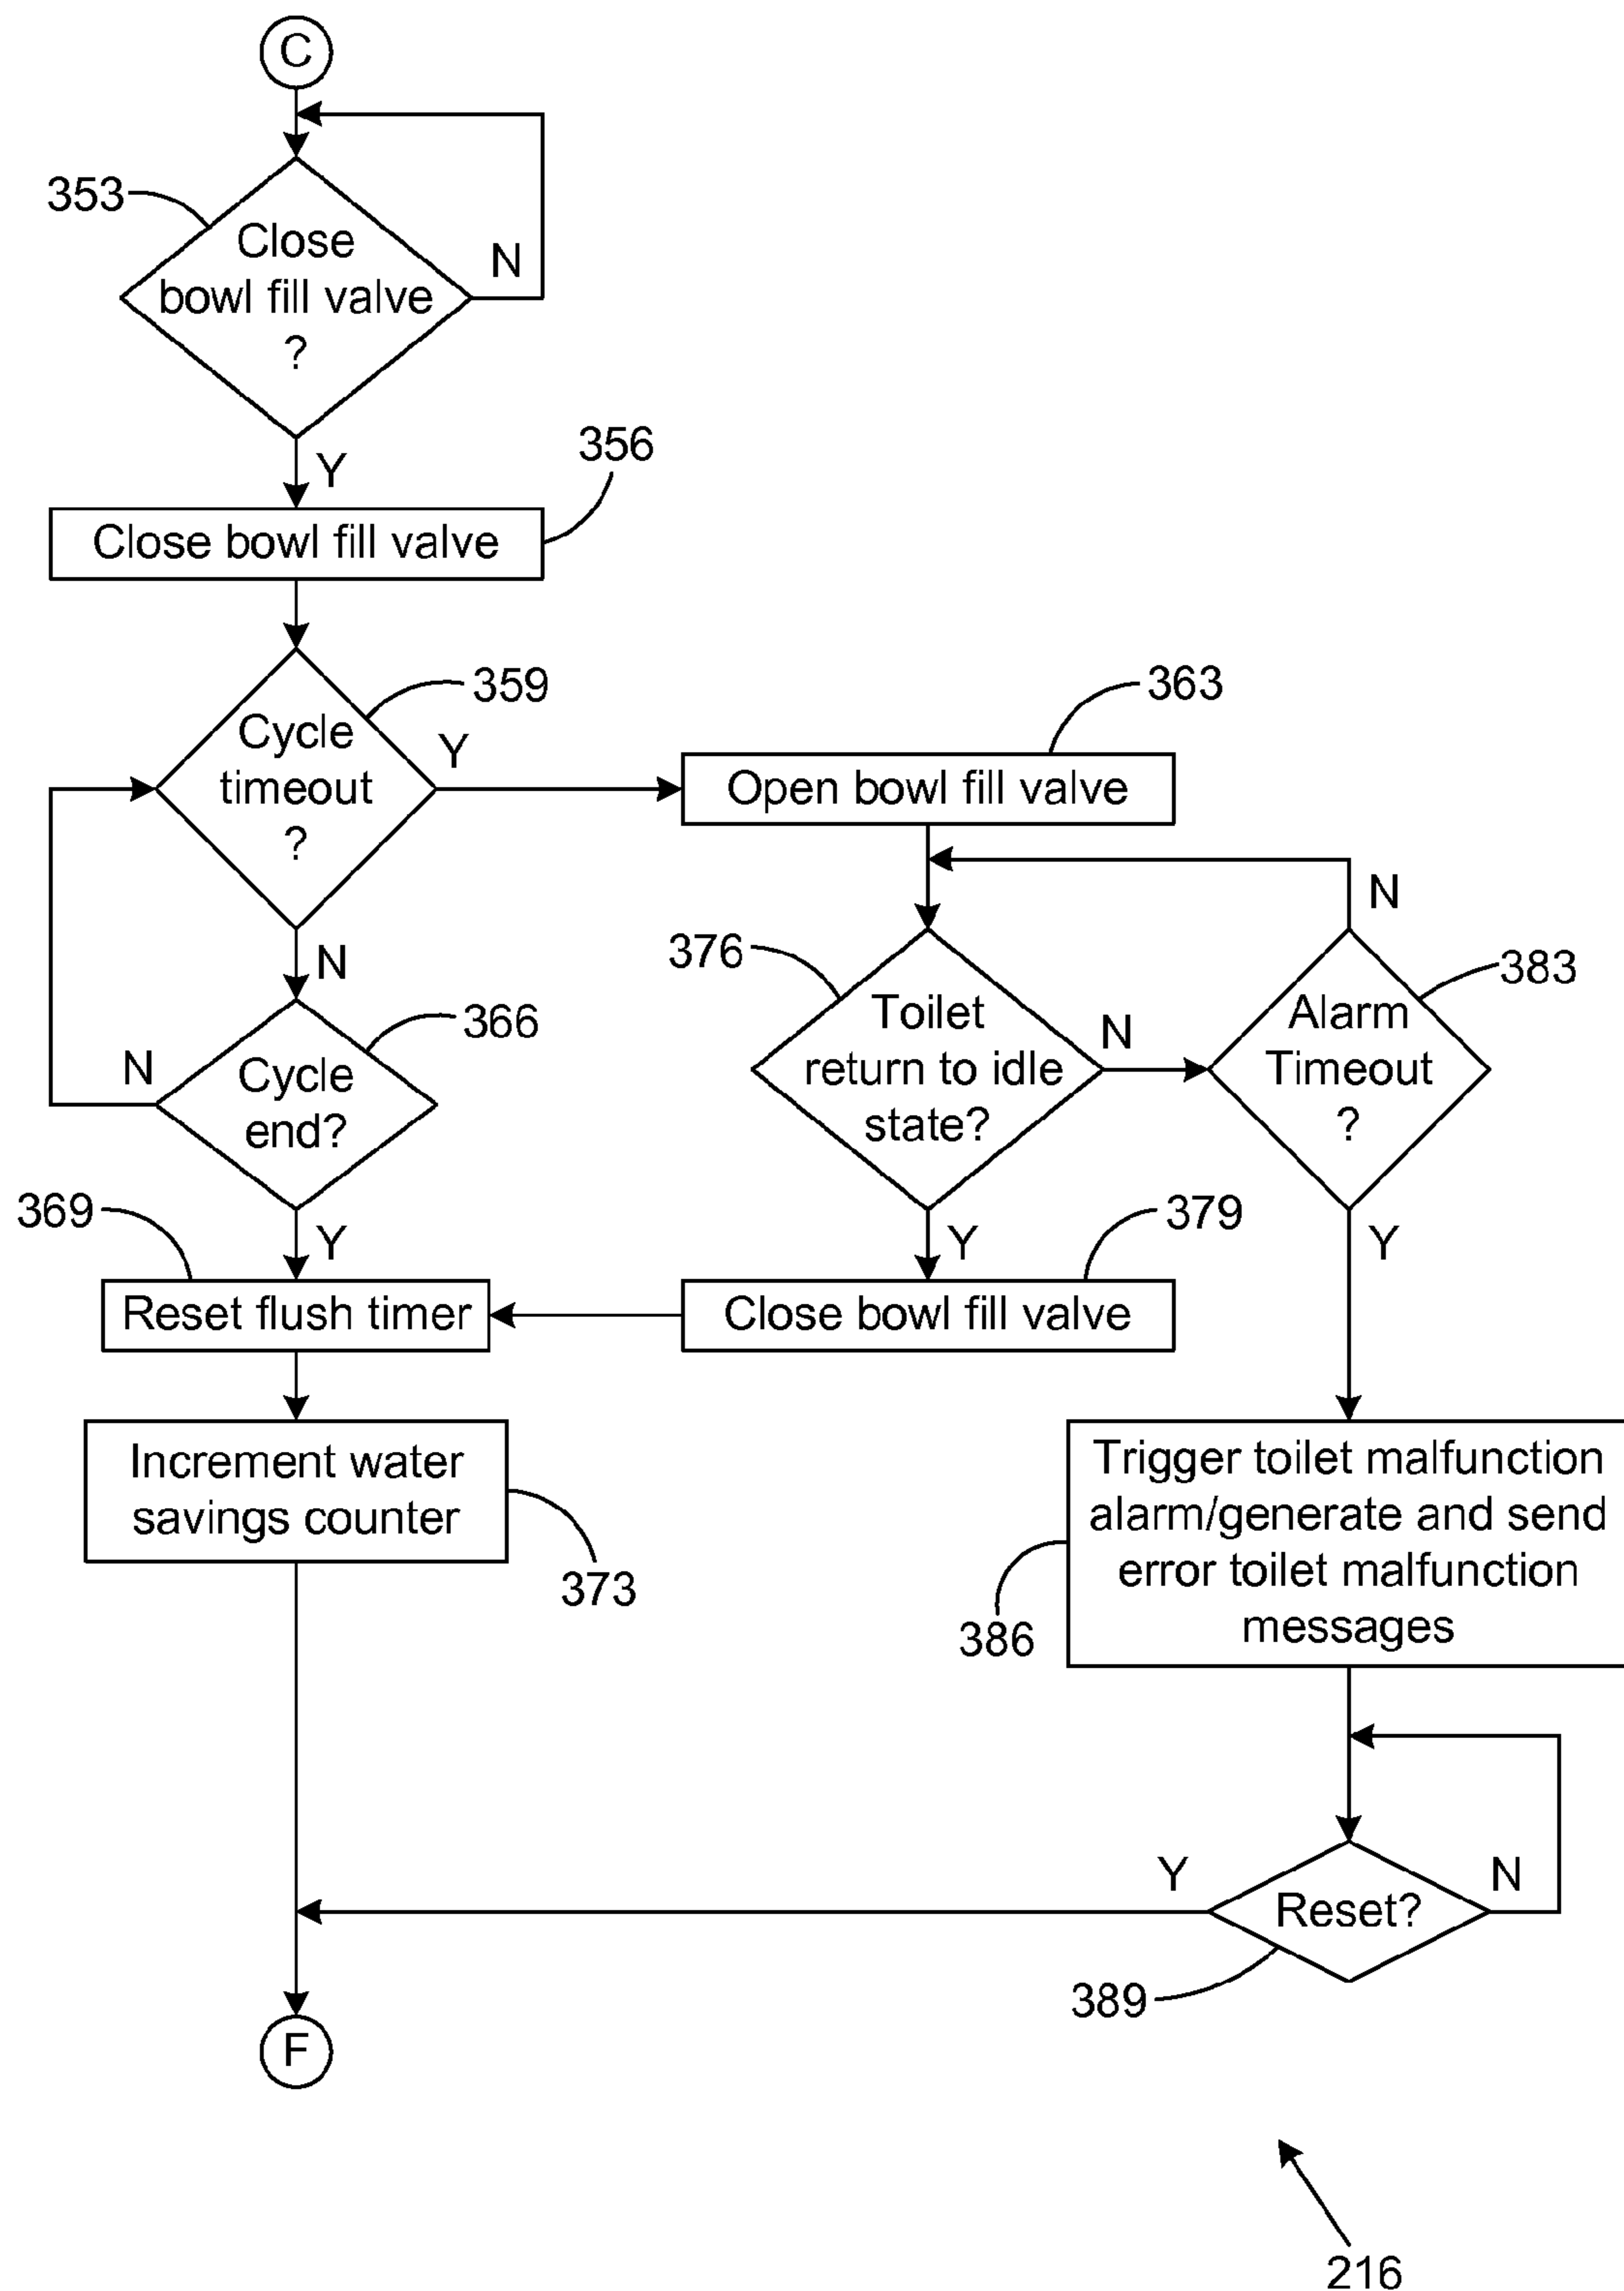 C
353
Close
bowl fill valve
?
N
Y
356
Close bowl fill valve
359
Cycle
timeout
?
Y
363
Open bowl fill valve
N
N
366
Cycle
end?
N
376
Toilet
return to idle
state?
N
383
Alarm
Timeout
?
369
Y
Y
379
Y
Reset flush timer
Close bowl fill valve
Increment water
savings counter
373
Trigger toilet malfunction
alarm/generate and send
error toilet malfunction
messages
386
Y
Reset?
N
389
F
216